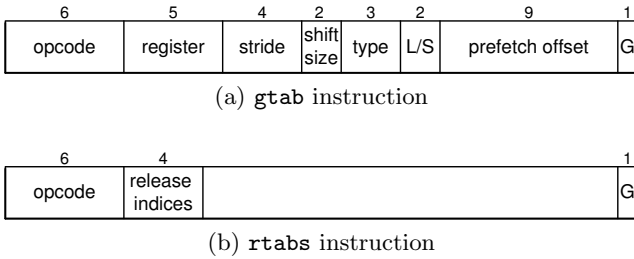 6 5 4 2 3 2 9 1
opcode register stride shift size type L/S prefetch offset G
(a) gtab instruction
6 4 1
opcode release indices G
(b) rtabs instruction